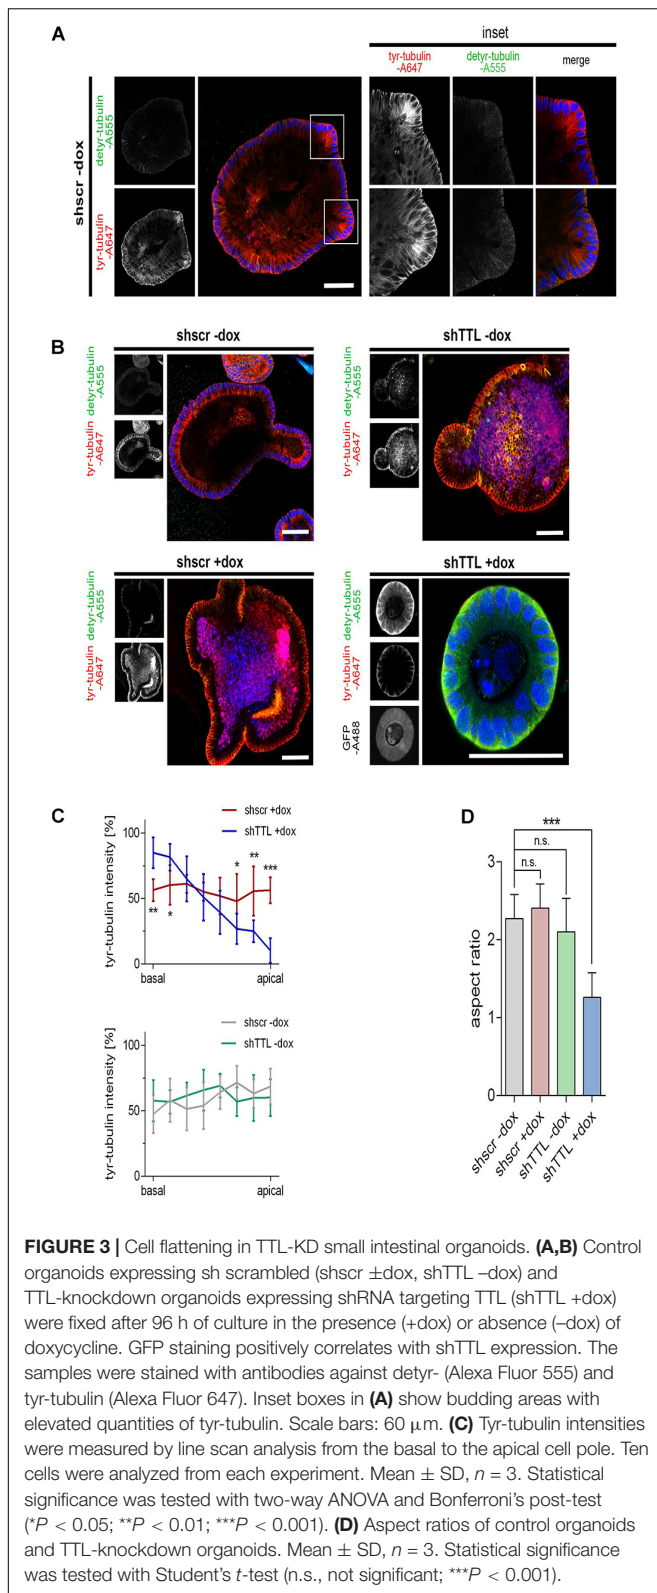 A
inset
tyr-tubulin
-A647
detyr-tubulin
-A555
merge
shscr -dox
detyr-tubulin
-A555
tyr-tubulin
-A647
B
shscr -dox
detyr-tubulin
-A555
tyr-tubulin
-A647
shTTL -dox
detyr-tubulin
-A555
tyr-tubulin
-A647
shscr +dox
detyr-tubulin
-A555
tyr-tubulin
-A647
shTTL +dox
detyr-tubulin
-A555
tyr-tubulin
-A647
GFP
-A488
C
shscr +dox
shTTL +dox
tyr-tubulin intensity [%]
100
50
0
** * * ** ***
basal apical
shscr -dox
shTTL -dox
tyr-tubulin intensity [%]
100
50
0
basal apical
D
***
n.s.
n.s.
aspect ratio
3
2
1
0
shscr -dox
shscr +dox
shTTL -dox
shTTL +dox
FIGURE 3 | Cell flattening in TTL-KD small intestinal organoids. (A,B) Control
organoids expressing sh scrambled (shscr ±dox, shTTL –dox) and
TTL-knockdown organoids expressing shRNA targeting TTL (shTTL +dox)
were fixed after 96 h of culture in the presence (+dox) or absence (–dox) of
doxycycline. GFP staining positively correlates with shTTL expression. The
samples were stained with antibodies against detyr- (Alexa Fluor 555) and
tyr-tubulin (Alexa Fluor 647). Inset boxes in (A) show budding areas with
elevated quantities of tyr-tubulin. Scale bars: 60 μm. (C) Tyr-tubulin intensities
were measured by line scan analysis from the basal to the apical cell pole. Ten
cells were analyzed from each experiment. Mean ± SD, n = 3. Statistical
significance was tested with two-way ANOVA and Bonferroni's post-test
(*P < 0.05; **P < 0.01; ***P < 0.001). (D) Aspect ratios of control organoids
and TTL-knockdown organoids. Mean ± SD, n = 3. Statistical significance
was tested with Student's t-test (n.s., not significant; ***P < 0.001).